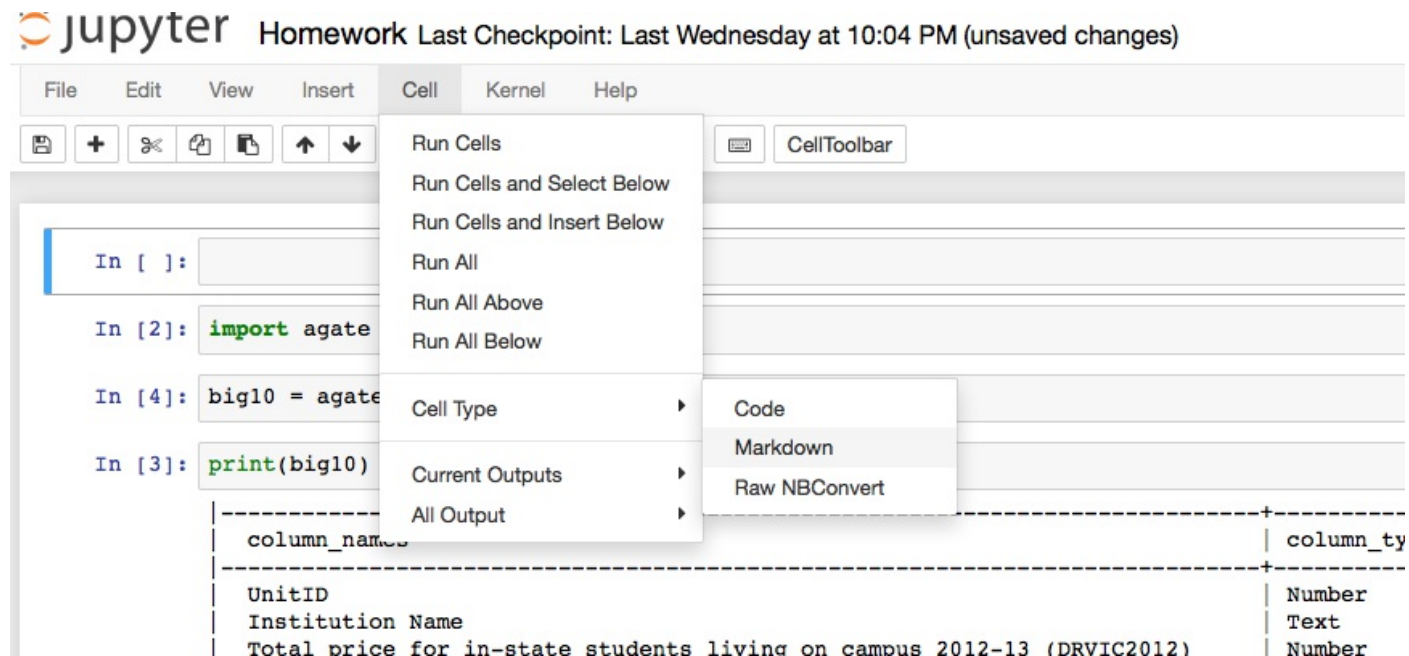 jupyter Homework Last Checkpoint: Last Wednesday at 10:04 PM (unsaved changes)
File Edit View Insert Cell Kernel Help
CellToolbar
Run Cells
Run Cells and Select Below
Run Cells and Insert Below
Run All
Run All Above
Run All Below
Cell Type
Code
Markdown
Raw NBConvert
Current Outputs
All Output
In [ ]:
In [2]: import agate
In [4]: big10 = agate
In [3]: print(big10)
|---------- ----------+----------
| column_names | column_ty
|--------------------+----------
| UnitID | Number
| Institution Name | Text
| Total price for in-state students living on campus 2012-13 (DRVIC2012) | Number